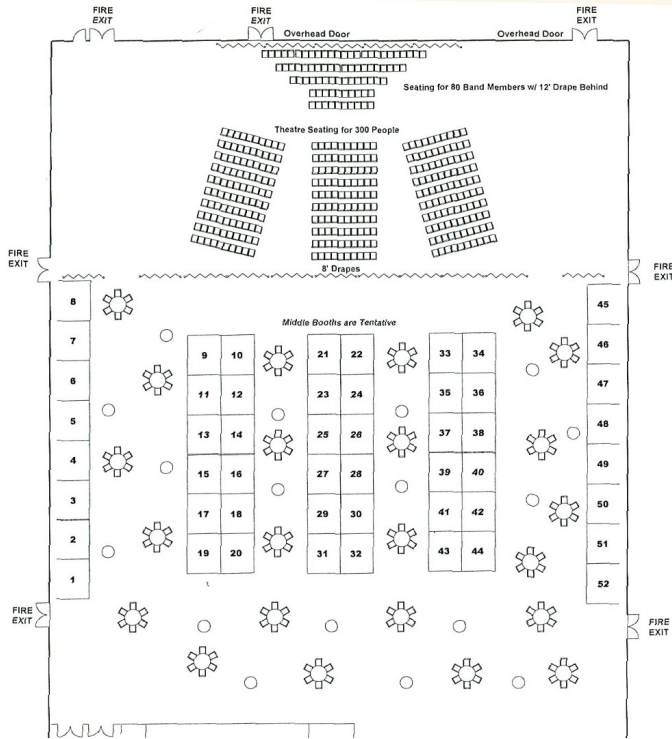 FIRE
EXIT
FIRE
EXIT
FIRE
EXIT
Overhead Door
Overhead Door
Seating for 80 Band Members w/ 12' Drape Behind
Theatre Seating for 300 People
FIRE
EXIT
FIRE
EXIT
8' Drapes
Middle Booths are Tentative
8
7
6
5
4
3
2
1
9 10
11 12
13 14
15 16
17 18
19 20
21 22
23 24
25 26
27 28
29 30
31 32
33 34
35 36
37 38
39 40
41 42
43 44
45
46
47
48
49
50
51
52
FIRE
EXIT
FIRE
EXIT